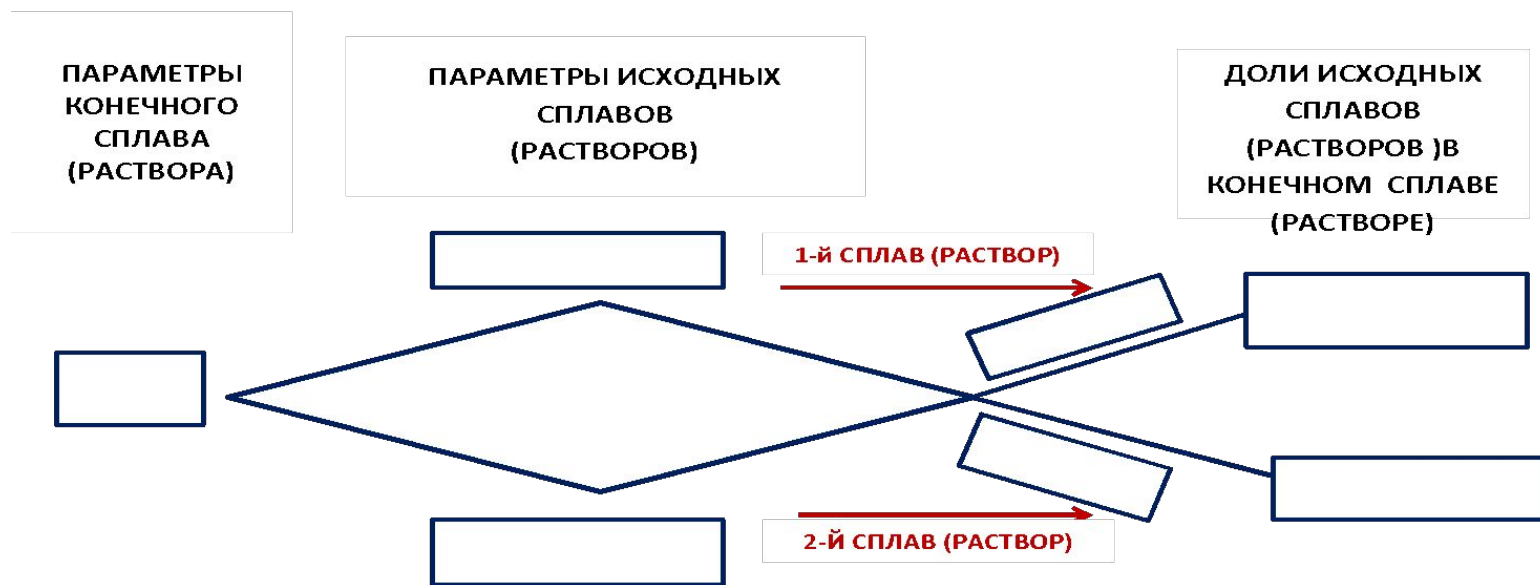 ПАРАМЕТРЫ
КОНЕЧНОГО
СПЛАВА
(РАСТВОРА)
ПАРАМЕТРЫ ИСХОДНЫХ
СПЛАВОВ
(РАСТВОРОВ)
ДОЛИ ИСХОДНЫХ
СПЛАВОВ
(РАСТВОРОВ )В
КОНЕЧНОМ СПЛАВЕ
(РАСТВОРЕ)
1-й СПЛАВ (РАСТВОР)
2-Й СПЛАВ (РАСТВОР)